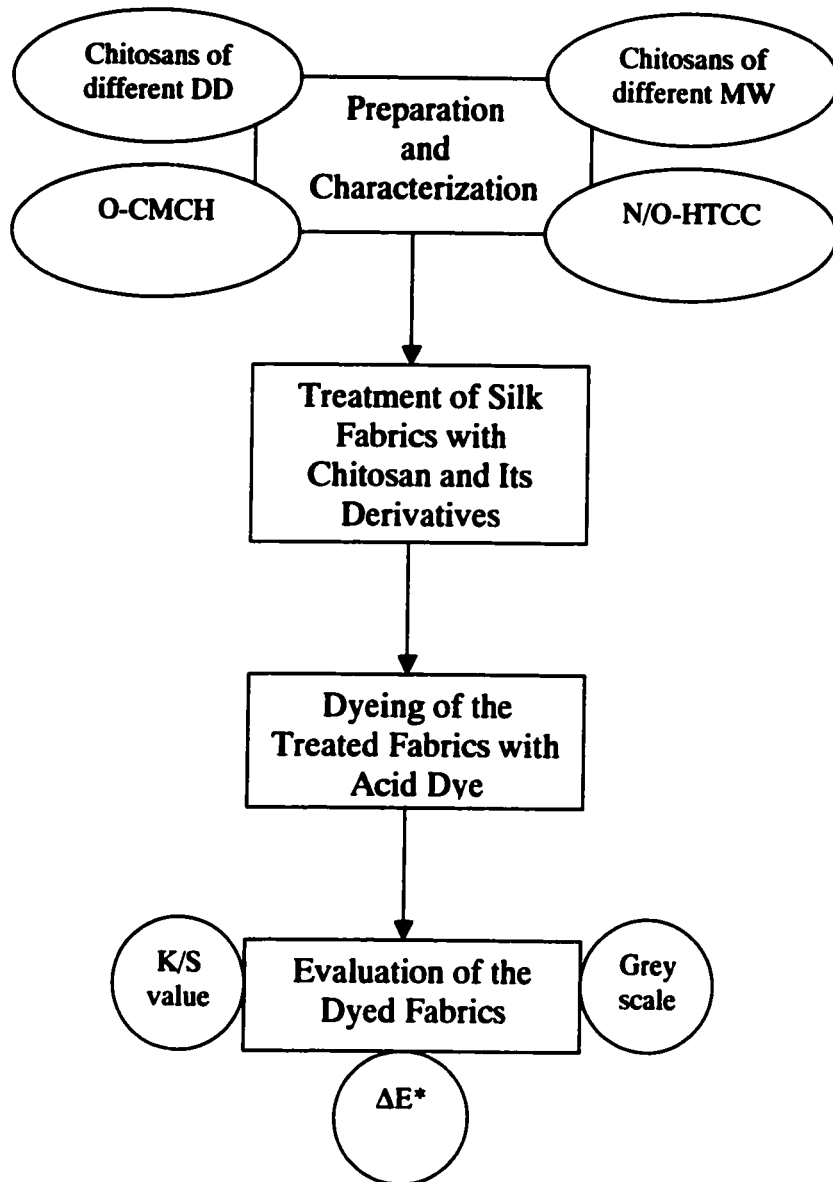 Chitosans of
different DD
Chitosans of
different MW
Preparation
and
Characterization
O-CMCH
N/O-HTCC
Treatment of Silk
Fabrics with
Chitosan and Its
Derivatives
Dyeing of the
Treated Fabrics with
Acid Dye
K/S
value
Evaluation of the
Dyed Fabrics
Grey
scale
ΔE*